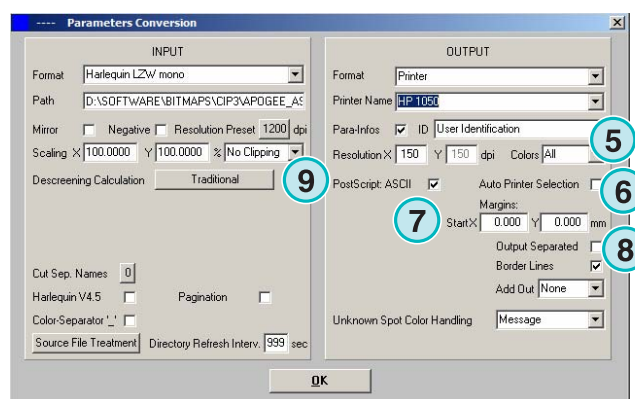 ---- Parameters Conversion
INPUT
Format Harlequin LZW mono
Path D:\SOFTWARE\BITMAPS\CIP3\APOGEE_AS
Mirror Negative Resolution Preset 1200 dpi
Scaling X 100.0000 Y 100.0000 % No Clipping
Descreening Calculation Traditional 9
Cut Sep. Names 0
Harlequin V4.5 Pagination
Color-Separator '_'
Source File Treatment Directory Refresh Interv. 999 sec
OUTPUT
Format Printer
Printer Name HP 1050
Para-Infos ID User Identification 5
Resolution X 150 Y 150 dpi Colors All
PostScript: ASCII Auto Printer Selection 6
Margins:
7 Start X 0.000 Y 0.000 mm
Output Separated 8
Border Lines
Add Out None
Unknown Spot Color Handling Message
OK